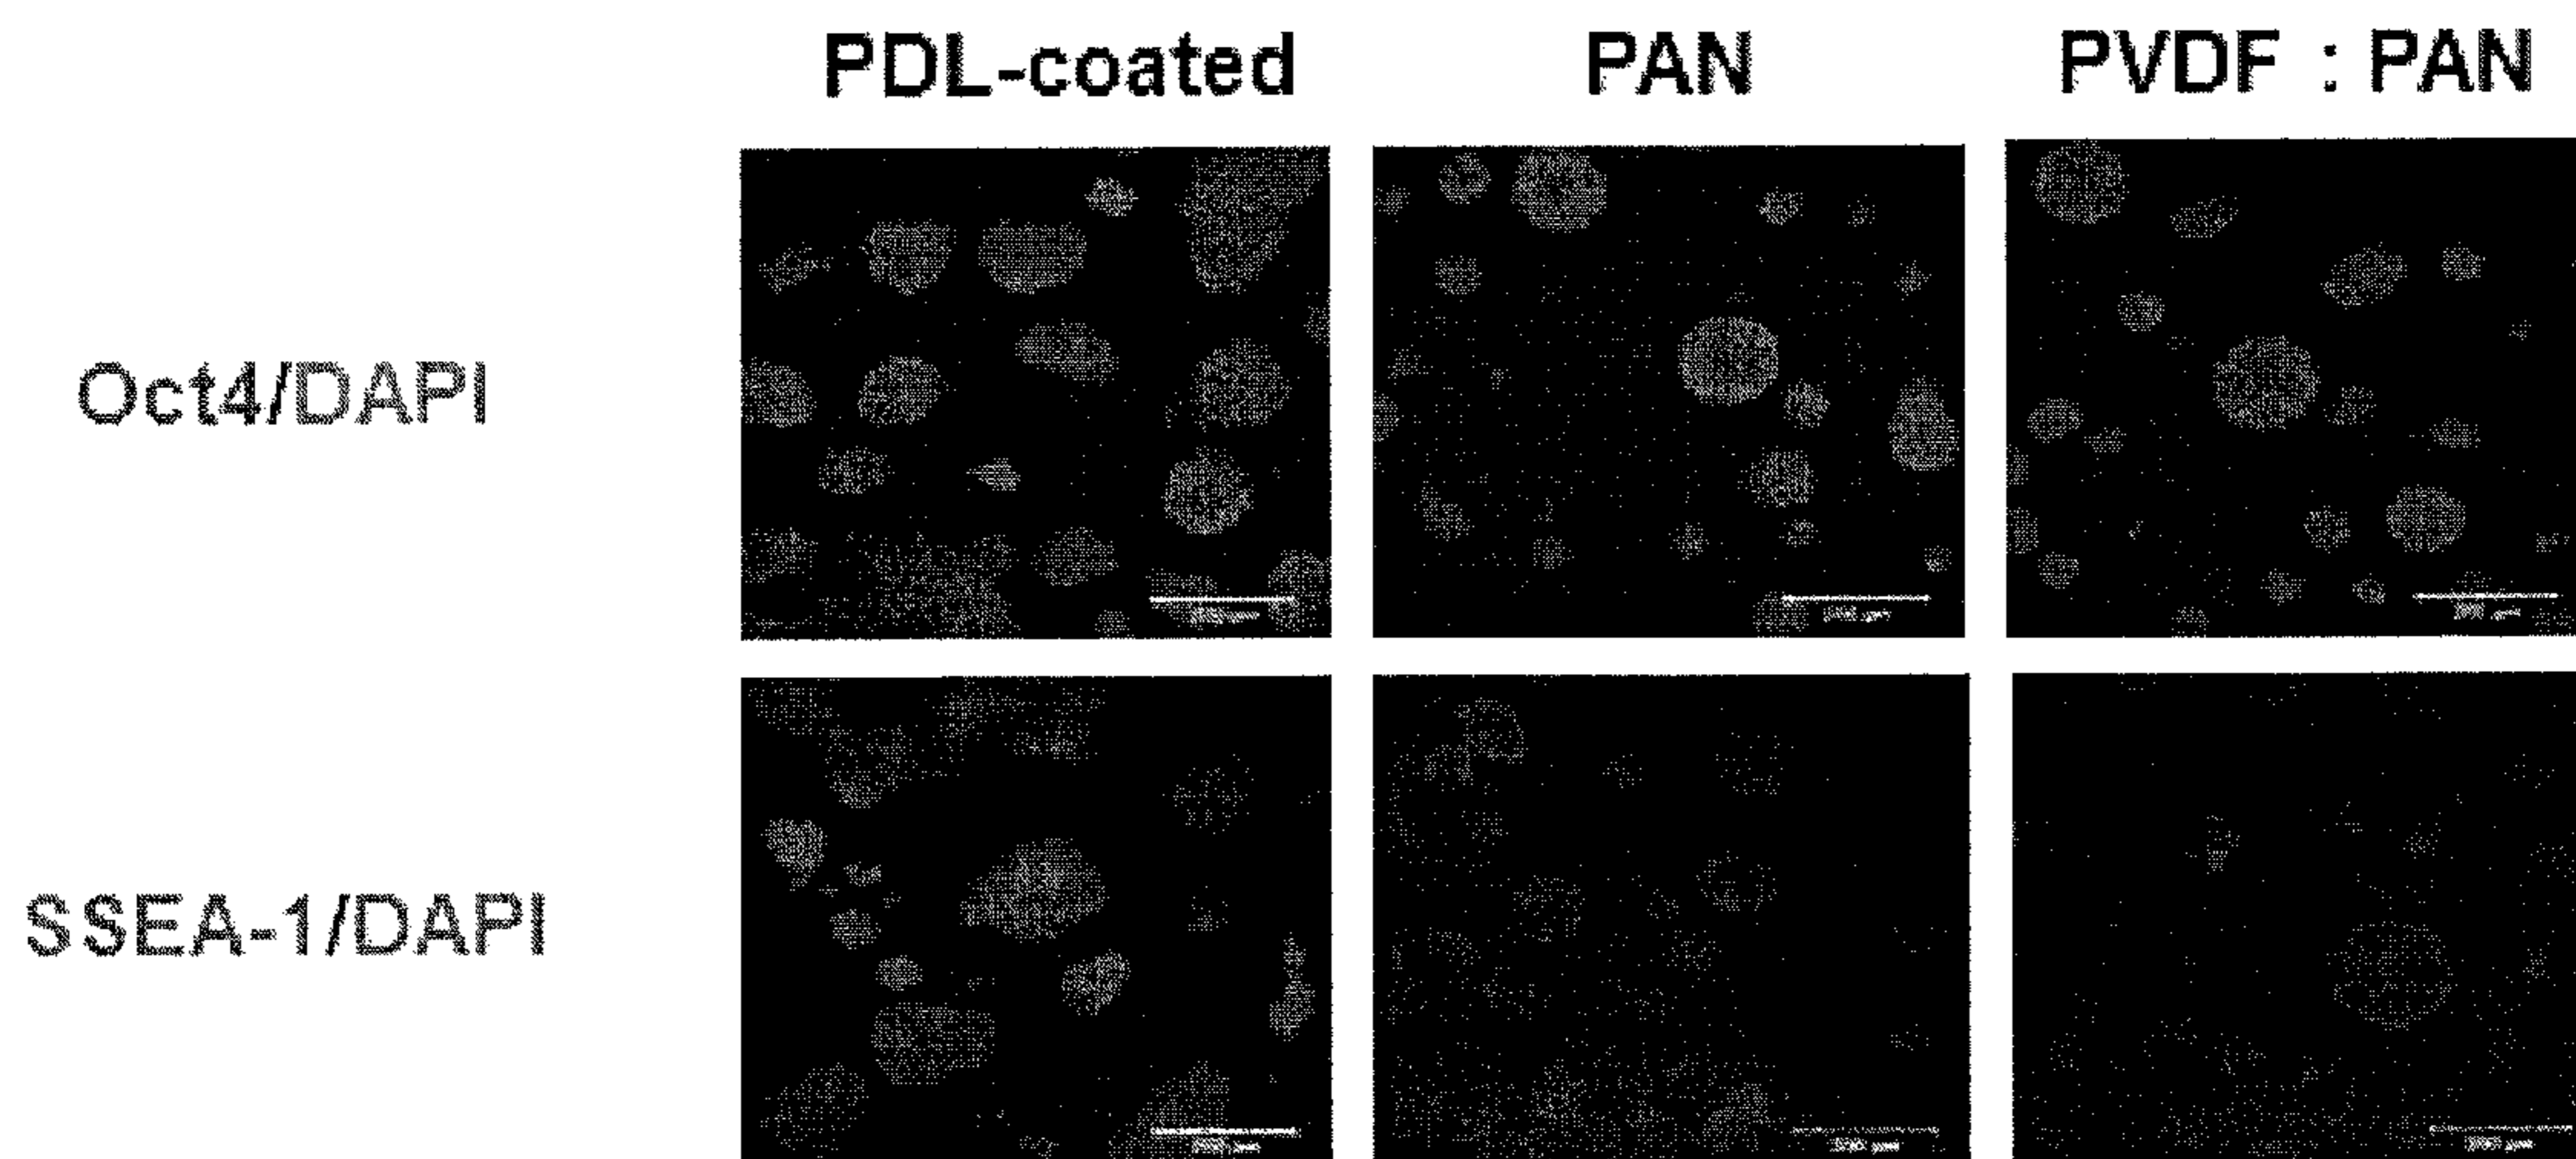 PDL-coated PAN PVDF : PAN
Oct4/DAPI
SSEA-1/DAPI